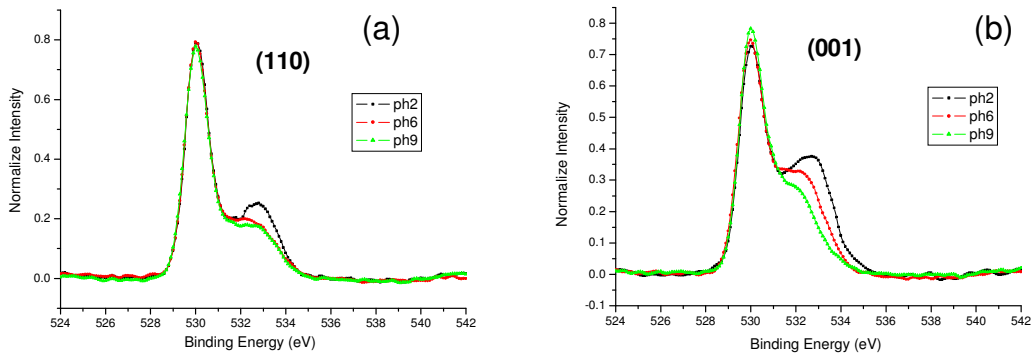 (a)
(110)
ph2
ph6
ph9
Normalize Intensity
0.8
0.6
0.4
0.2
0.0
524 526 528 530 532 534 536 538 540 542
Binding Energy (eV)
(b)
(001)
ph2
ph6
ph9
Normalize Intensity
0.8
0.7
0.6
0.5
0.4
0.3
0.2
0.1
0.0
-0.1
524 526 528 530 532 534 536 538 540 542
Binding Energy (eV)